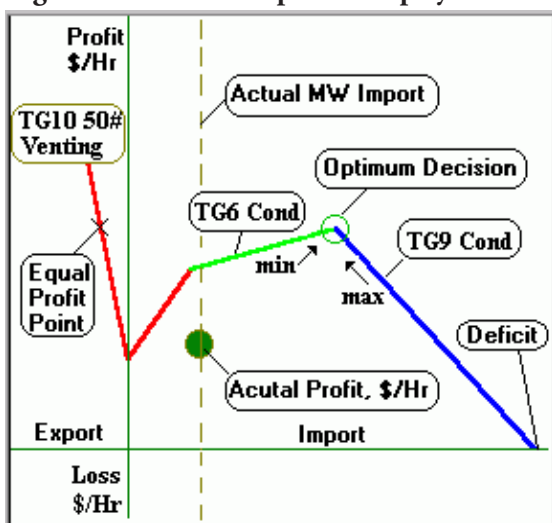 Profit
$/Hr
Actual MW Import
TG10 50#
Venting
Optimum Decision
TG6 Cond
TG9 Cond
min
max
Equal
Profit
Point
Deficit
Acutal Profit, $/Hr
Export
Import
Loss
$/Hr